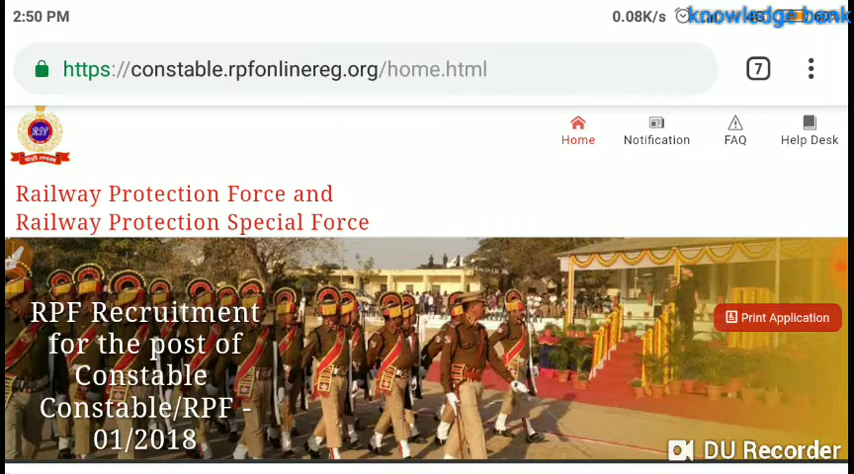 2:50 PM
0.08K/s
knowledge bank
https://constable.rpfonlinereg.org/home.html
7
Home
Notification
FAQ
Help Desk
Railway Protection Force and
Railway Protection Special Force
RPF Recruitment
for the post of
Constable
Constable/RPF -
01/2018
Print Application
DU Recorder